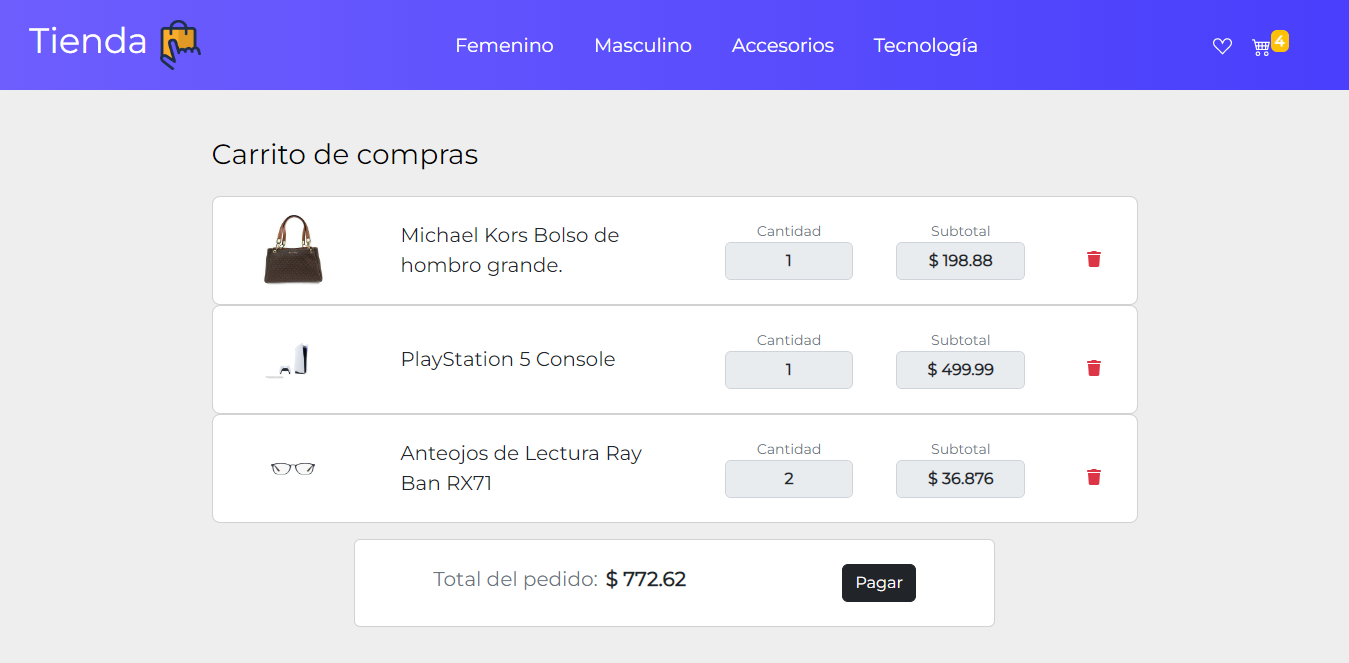 Tienda
Femenino Masculino Accesorios Tecnología
4
Carrito de compras
Michael Kors Bolso de
hombro grande.
Cantidad
1
Subtotal
$ 198.88
PlayStation 5 Console
Cantidad
1
Subtotal
$ 499.99
Anteojos de Lectura Ray
Ban RX71
Cantidad
2
Subtotal
$ 36.876
Total del pedido: $ 772.62
Pagar